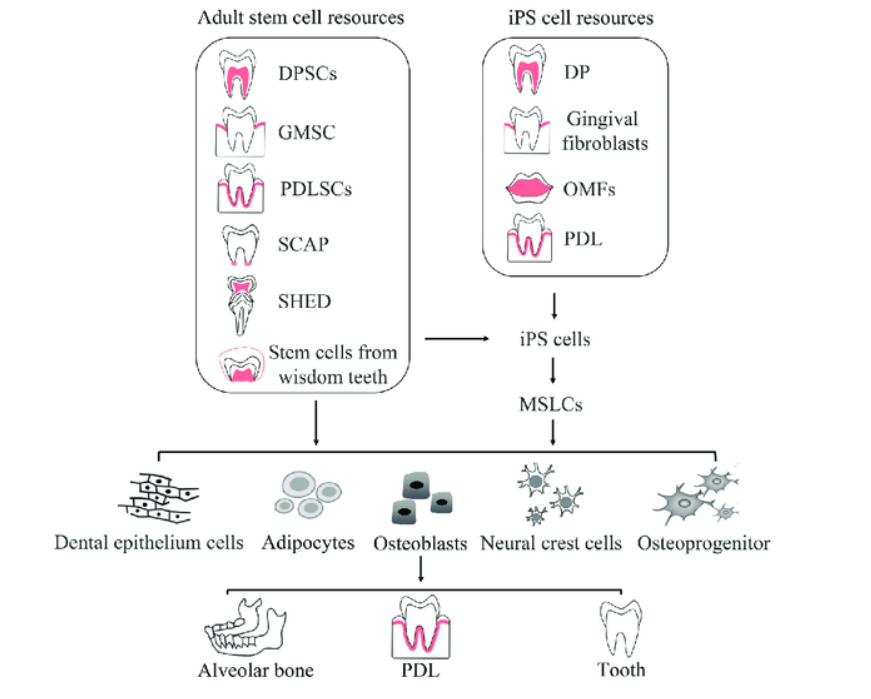 Adult stem cell resources
iPS cell resources
DPSCs
GMSC
PDLSCs
SCAP
SHED
Stem cells from
wisdom teeth
DP
Gingival
fibroblasts
OMFs
PDL
iPS cells
MSLCs
Dental epithelium cells
Adipocytes
Osteoblasts
Neural crest cells
Osteoprogenitor
Alveolar bone
PDL
Tooth